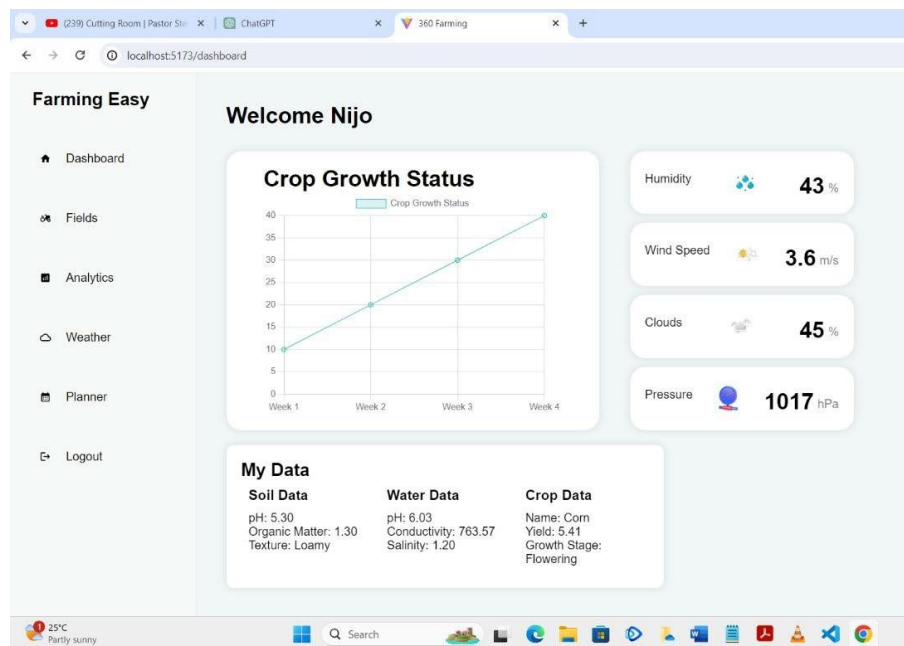 (239) Cutting Room | Pastor Ste
ChatGPT
360 Farming
localhost:5173/dashboard
Farming Easy
Dashboard
Fields
Analytics
Weather
Planner
Logout
Welcome Nijo
Crop Growth Status
Crop Growth Status
40
35
30
25
20
15
10
5
0
Week 1 Week 2 Week 3 Week 4
Humidity 43 %
Wind Speed 3.6 m/s
Clouds 45 %
Pressure 1017 hPa
My Data
Soil Data
pH: 5.30
Organic Matter: 1.30
Texture: Loamy
Water Data
pH: 6.03
Conductivity: 763.57
Salinity: 1.20
Crop Data
Name: Corn
Yield: 5.41
Growth Stage:
Flowering
1
25°C
Partly sunny
Search